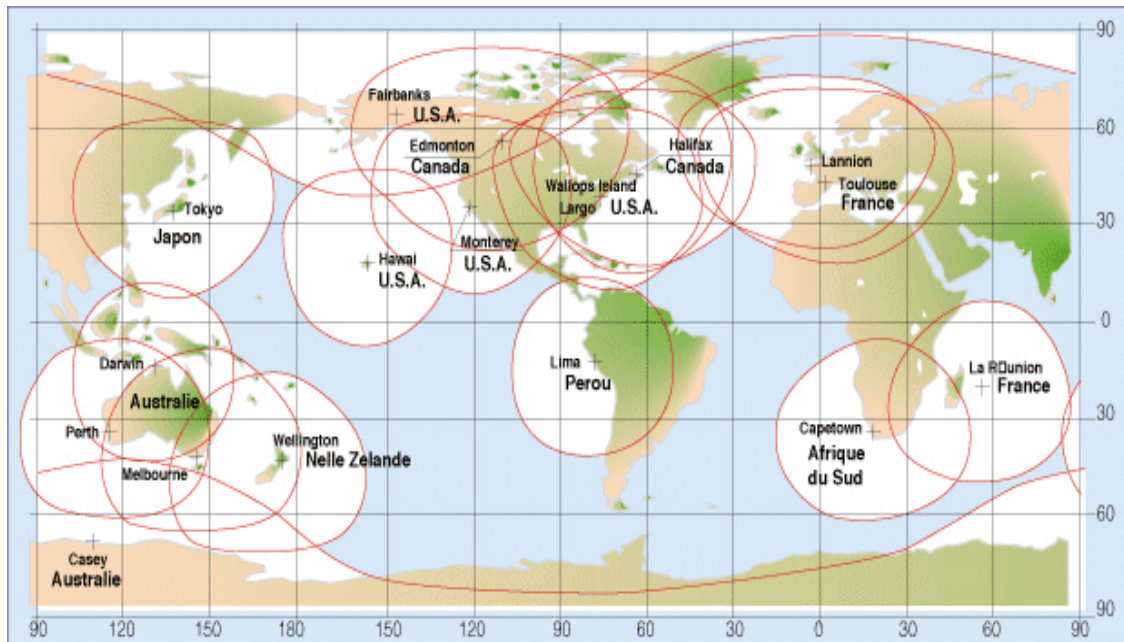 90
Fairbanks
U.S.A.
60
Edmonton
Canada
Halifax
Canada
Lannion
Toulouse
France
Wallops Island
Largo U.S.A.
Tokyo
Japon
30
Monterey
U.S.A.
Hawai
U.S.A.
0
Darwin
Lima
Perou
La R▯union
France
Australie
30
Perth
Capetown
Afrique
du Sud
Wellington
Nelle Zelande
Melbourne
60
Casey
Australie
90
90 120 150 180 150 120 90 60 30 0 30 60 90